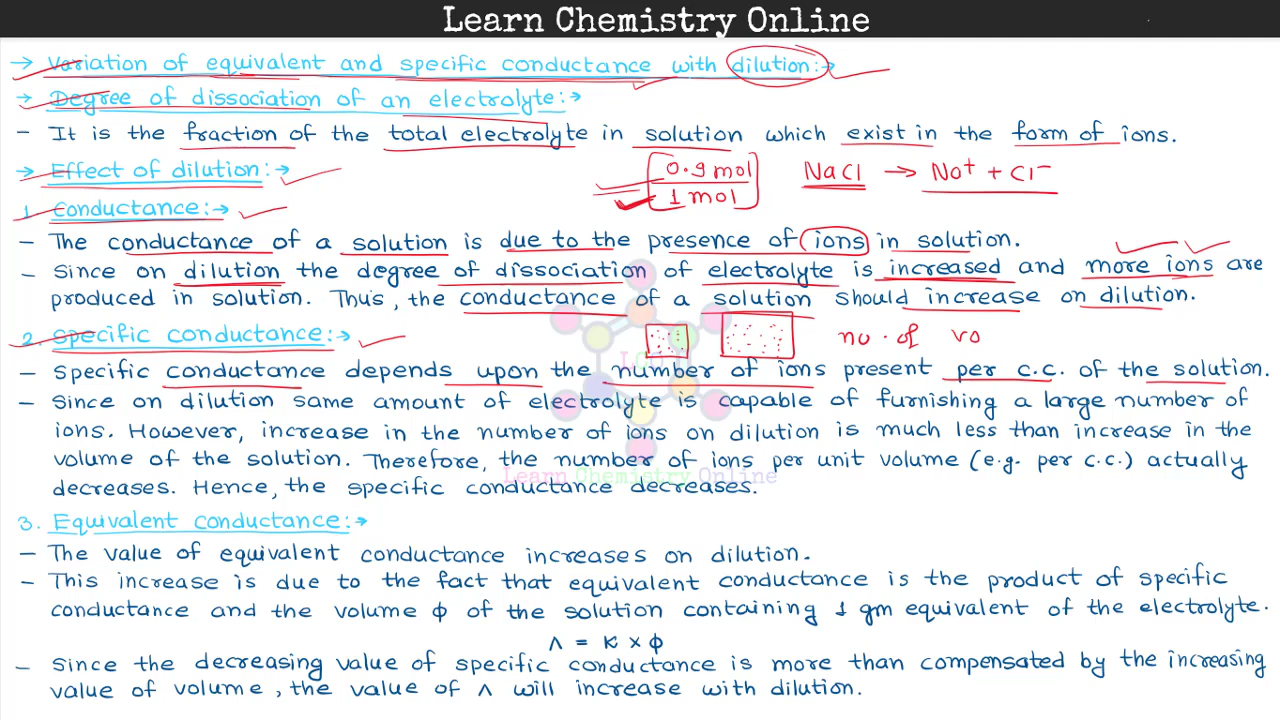 Learn Chemistry Online
→ Variation of equivalent and specific conductance with dilution:→
→ Degree of dissociation of an electrolyte:→
- It is the fraction of the total electrolyte in solution which exist in the form of ions.
→ Effect of dilution:→
0.9 mol
1 mol
NaCl → Na⁺ + Cl⁻
1. Conductance:→
- The conductance of a solution is due to the presence of ions in solution.
- Since on dilution the degree of dissociation of electrolyte is increased and more ions are
produced in solution. Thus, the conductance of a solution should increase on dilution.
2. Specific conductance:→
no. of vo
- Specific conductance depends upon the number of ions present per c.c. of the solution.
- Since on dilution same amount of electrolyte is capable of furnishing a large number of
ions. However, increase in the number of ions on dilution is much less than increase in the
volume of the solution. Therefore, the number of ions per unit volume (e.g. per c.c.) actually
Learn Chemistry Online
decreases. Hence, the specific conductance decreases.
3. Equivalent conductance:→
- The value of equivalent conductance increases on dilution.
- This increase is due to the fact that equivalent conductance is the product of specific
conductance and the volume ϕ of the solution containing 1 gm equivalent of the electrolyte.
Λ = κ × ϕ
- Since the decreasing value of specific conductance is more than compensated by the increasing
value of volume, the value of Λ will increase with dilution.